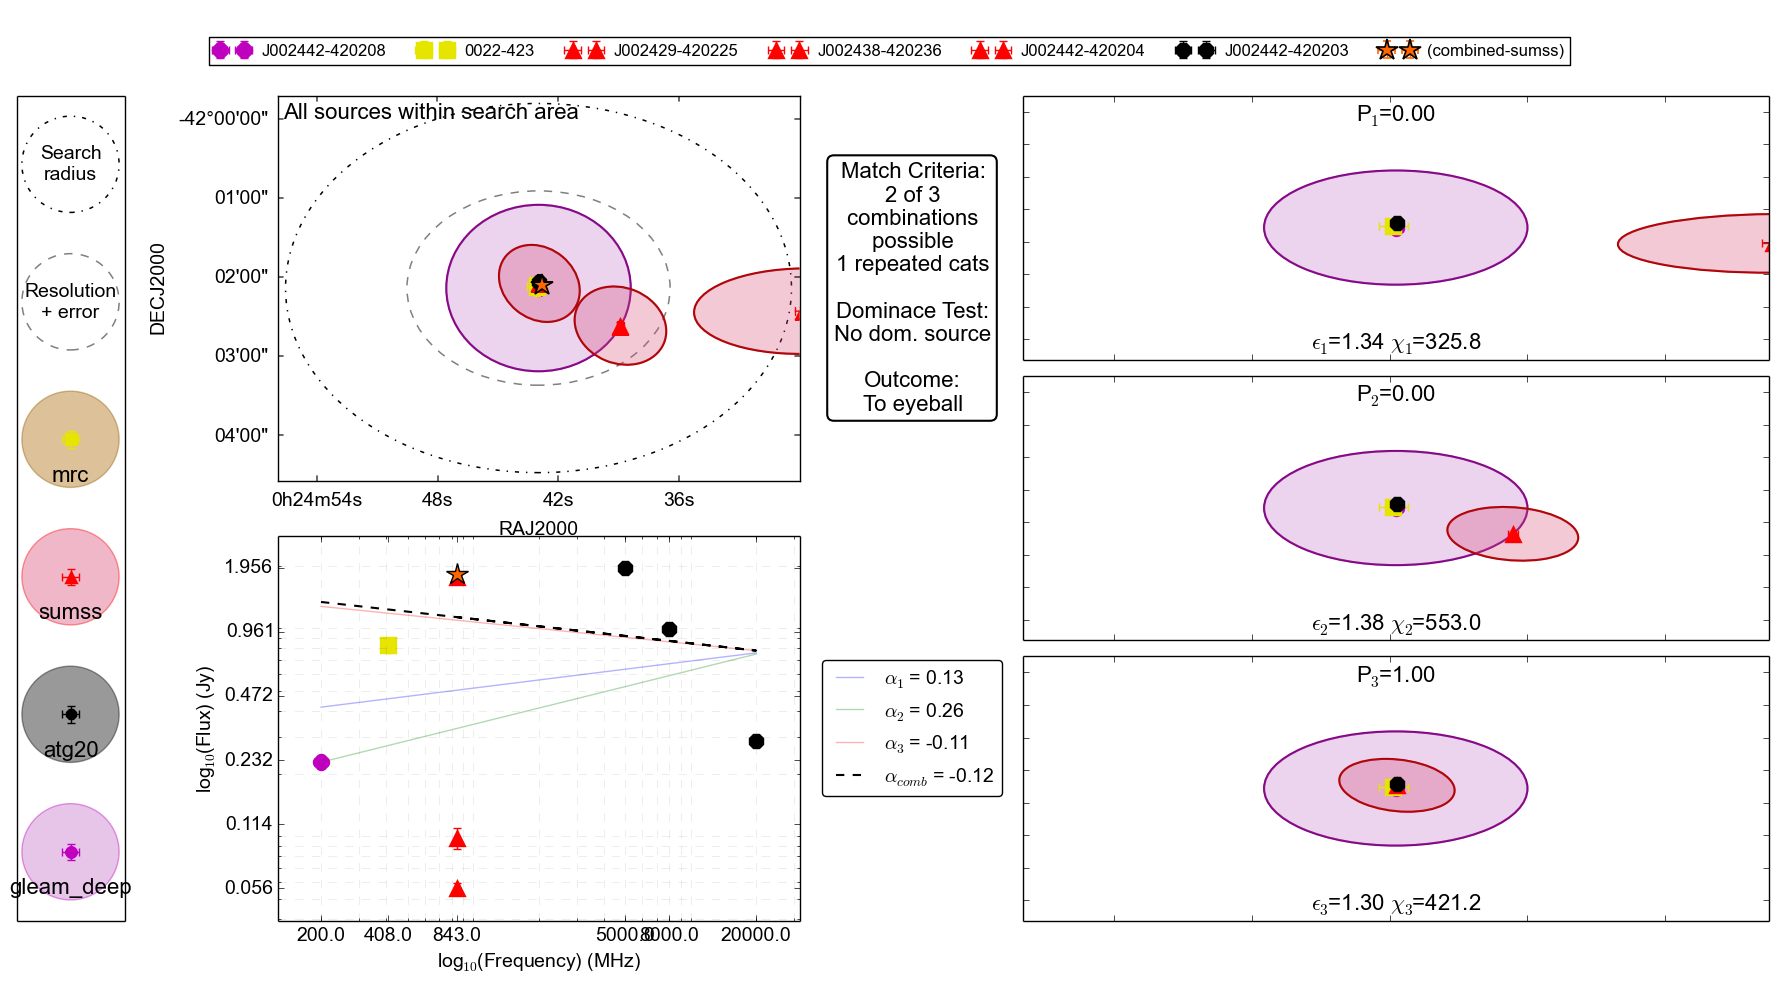 J002442-420208 0022-423 J002429-420225 J002438-420236 J002442-420204 J002442-420203 (combined-sumss)
Search
radius
Resolution
+ error
mrc
sumss
atg20
gleam_deep
All sources within search area
DECJ2000
-42°00'00"
01'00"
02'00"
03'00"
04'00"
0h24m54s 48s 42s 36s
RAJ2000
Match Criteria:
2 of 3
combinations
possible
1 repeated cats
Dominace Test:
No dom. source
Outcome:
To eyeball
log10(Flux) (Jy)
1.956
0.961
0.472
0.232
0.114
0.056
200.0 408.0 843.0 5000.0 8000.0 20000.0
log10(Frequency) (MHz)
α1 = 0.13
α2 = 0.26
α3 = -0.11
αcomb = -0.12
P1=0.00
ϵ1=1.34 χ1=325.8
P2=0.00
ϵ2=1.38 χ2=553.0
P3=1.00
ϵ3=1.30 χ3=421.2